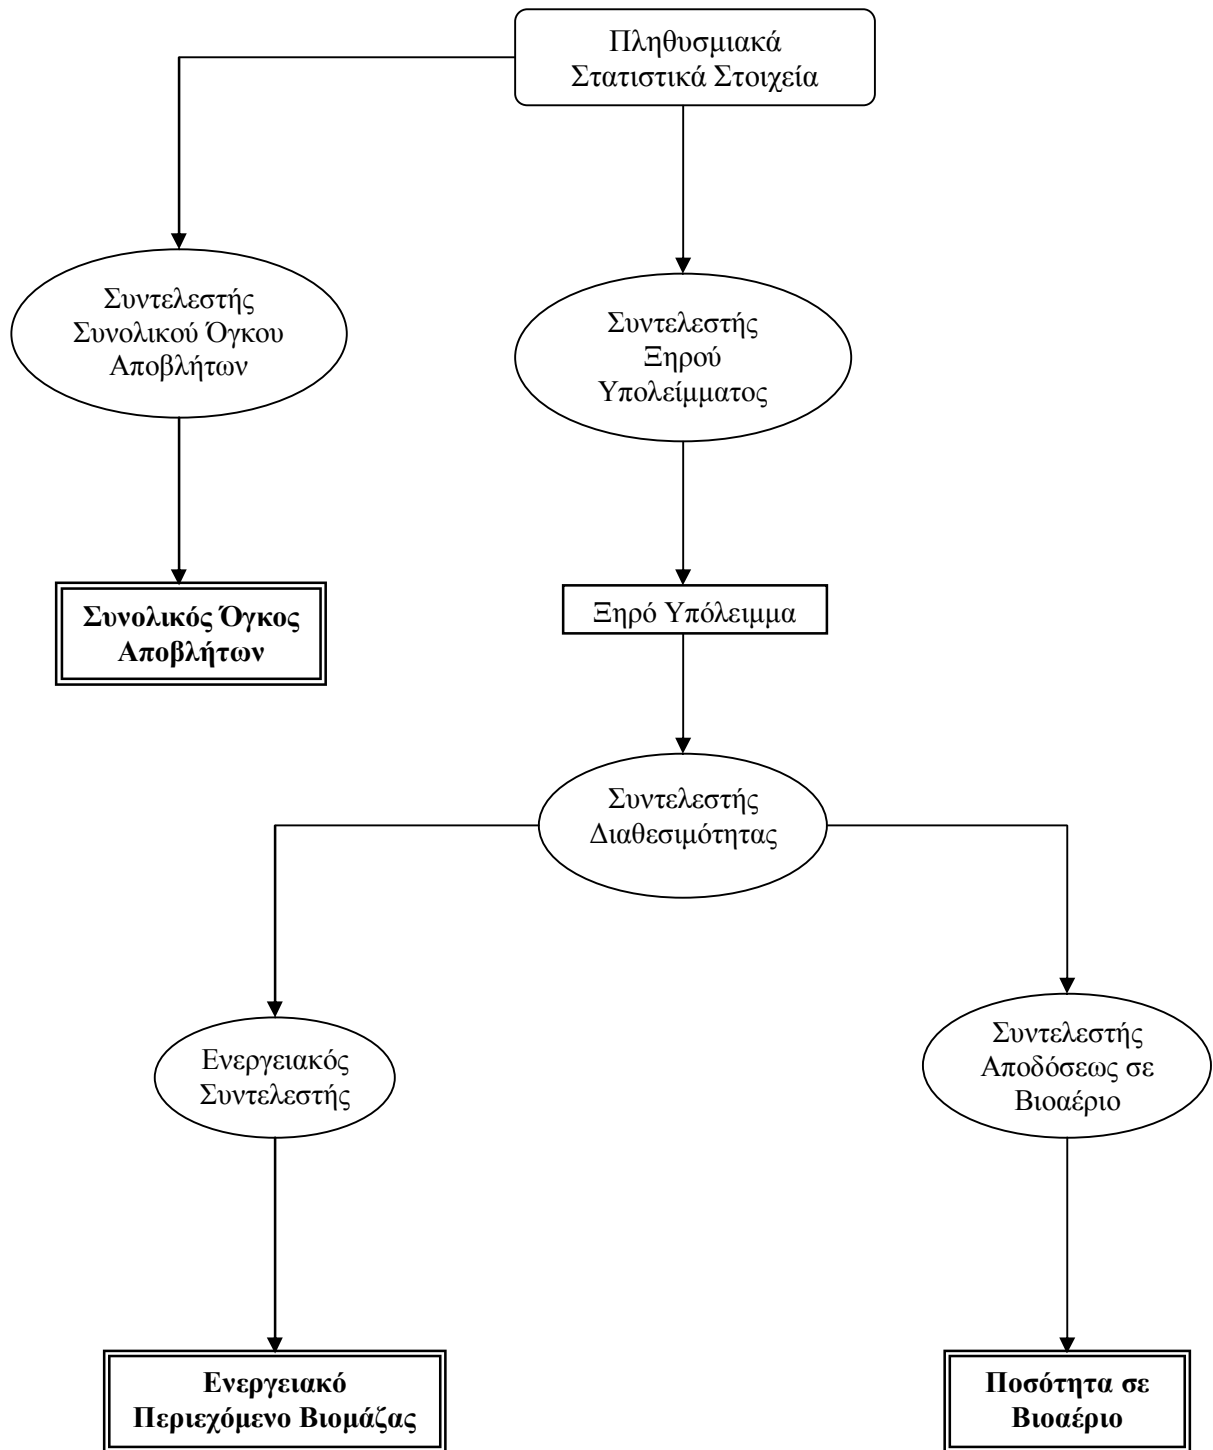 Πληθυσμιακά
Στατιστικά Στοιχεία
Συντελεστής
Συνολικού Όγκου
Αποβλήτων
Συντελεστής
Ξηρού
Υπολείμματος
Συνολικός Όγκος
Αποβλήτων
Ξηρό Υπόλειμμα
Συντελεστής
Διαθεσιμότητας
Ενεργειακός
Συντελεστής
Συντελεστής
Αποδόσεως σε
Βιοαέριο
Ενεργειακό
Περιεχόμενο Βιομάζας
Ποσότητα σε
Βιοαέριο